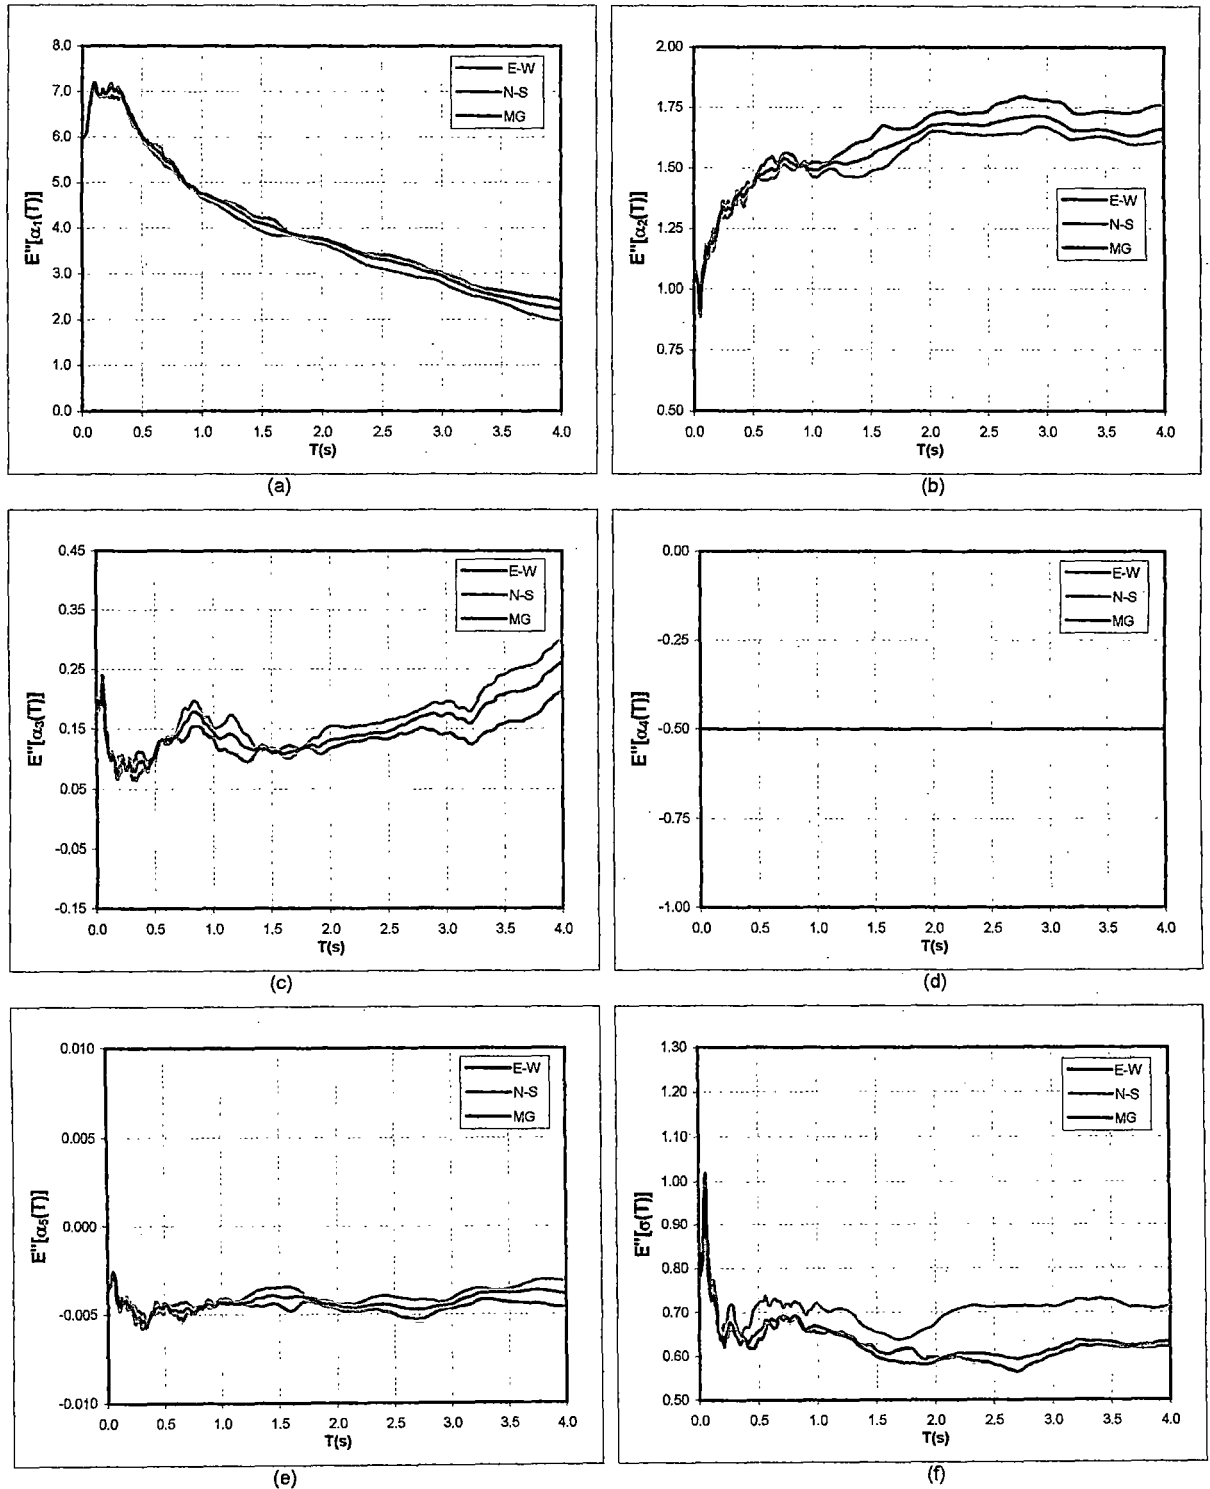 8.0
7.0
6.0
5.0
4.0
3.0
2.0
1.0
0.0
E"[α₁(T)]
E-W
N-S
MG
0.0 0.5 1.0 1.5 2.0 2.5 3.0 3.5 4.0
T(s)
(a)
2.00
1.75
1.50
1.25
1.00
0.75
0.50
E"[α₂(T)]
E-W
N-S
MG
0.0 0.5 1.0 1.5 2.0 2.5 3.0 3.5 4.0
T(s)
(b)
0.45
0.35
0.25
0.15
0.05
-0.05
-0.15
E"[α₃(T)]
E-W
N-S
MG
0.0 0.5 1.0 1.5 2.0 2.5 3.0 3.5 4.0
T(s)
(c)
0.00
-0.25
-0.50
-0.75
-1.00
E"[α₄(T)]
E-W
N-S
MG
0.0 0.5 1.0 1.5 2.0 2.5 3.0 3.5 4.0
T(s)
(d)
0.010
0.005
0.000
-0.005
-0.010
E"[α₅(T)]
E-W
N-S
MG
0.0 0.5 1.0 1.5 2.0 2.5 3.0 3.5 4.0
T(s)
(e)
1.30
1.20
1.10
1.00
0.90
0.80
0.70
0.60
0.50
E"[σ(T)]
E-W
N-S
MG
0.0 0.5 1.0 1.5 2.0 2.5 3.0 3.5 4.0
T(s)
(f)